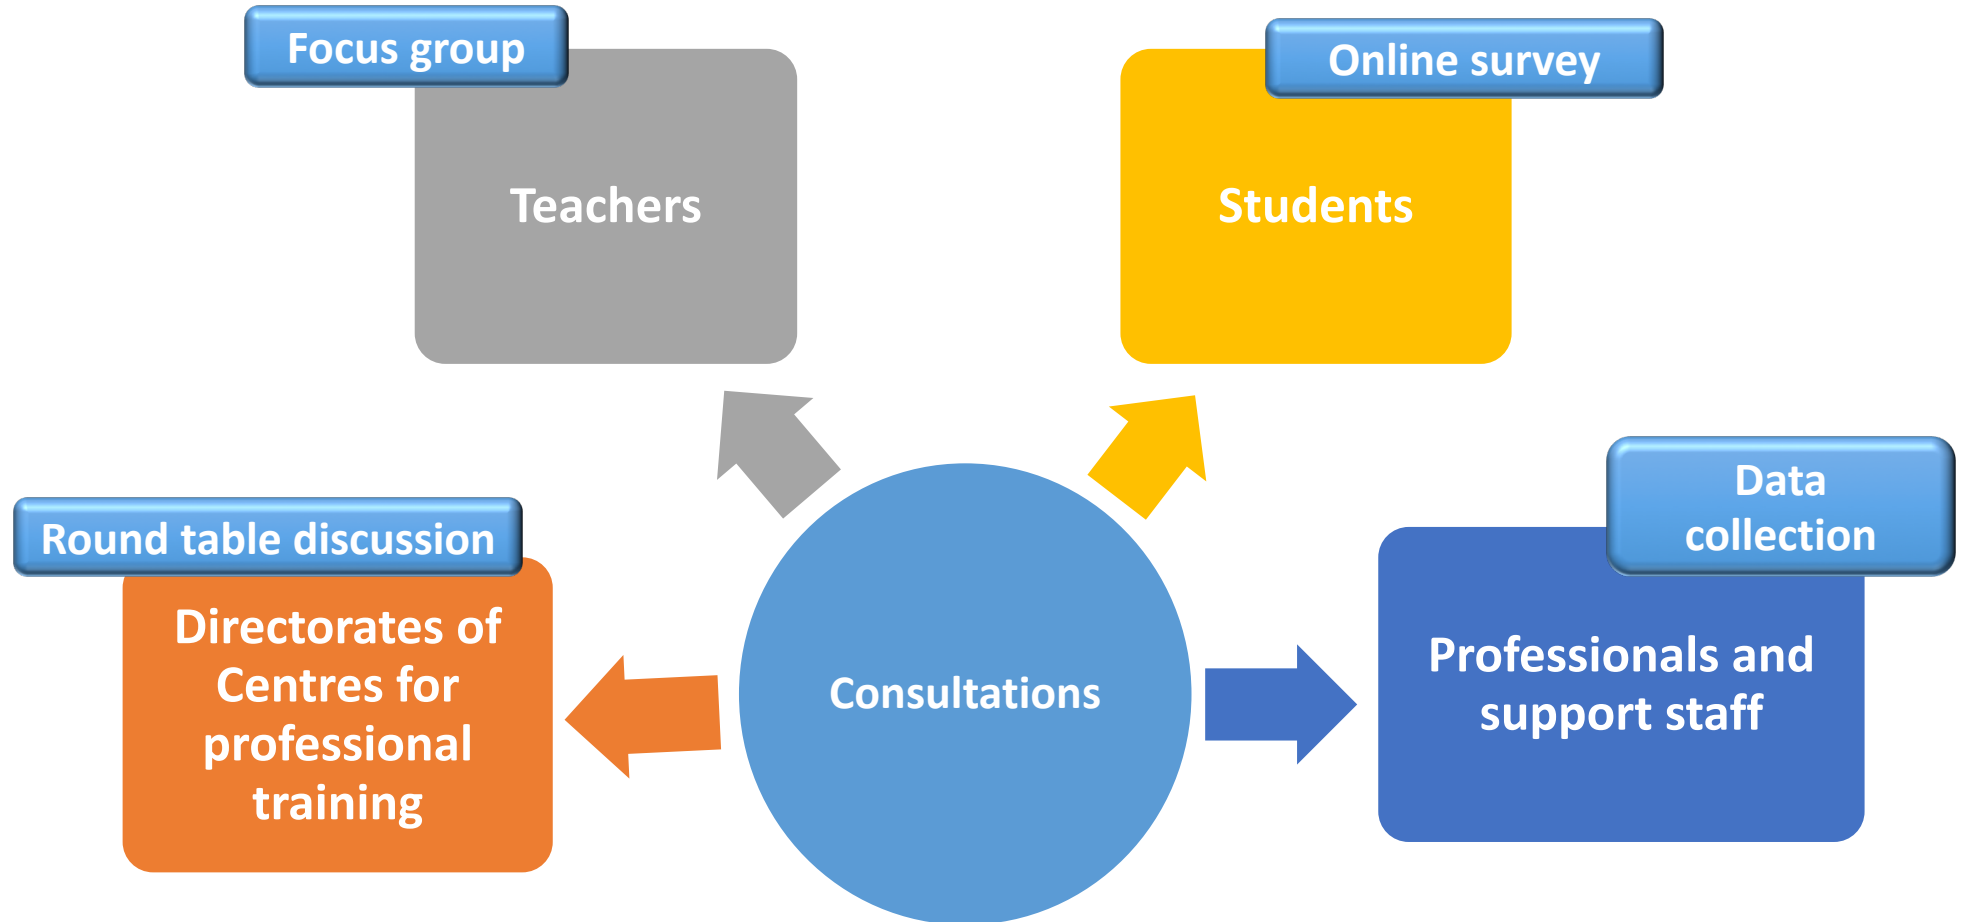 Focus group
Online survey
Teachers
Students
Round table discussion
Data
collection
Directorates of
Centres for
professional
training
Consultations
Professionals and
support staff